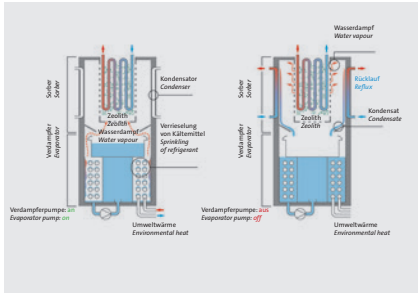 Wasserdampf
Water vapour
Sorber
Sorber
Kondensator
Condenser
Zeolith
Zeolith
Wasserdampf
Water vapour
Verdampfer
Evaporator
Verrieselung
von Kältemittel
Sprinkling
of refrigerant
Verdampferpumpe: an
Evaporator pump: on
Umweltwärme
Environmental heat
Sorber
Sorber
Rücklauf
Reflux
Zeolith
Zeolith
Kondensat
Condensate
Verdampfer
Evaporator
Verdampferpumpe: aus
Evaporator pump: off
Umweltwärme
Environmental heat